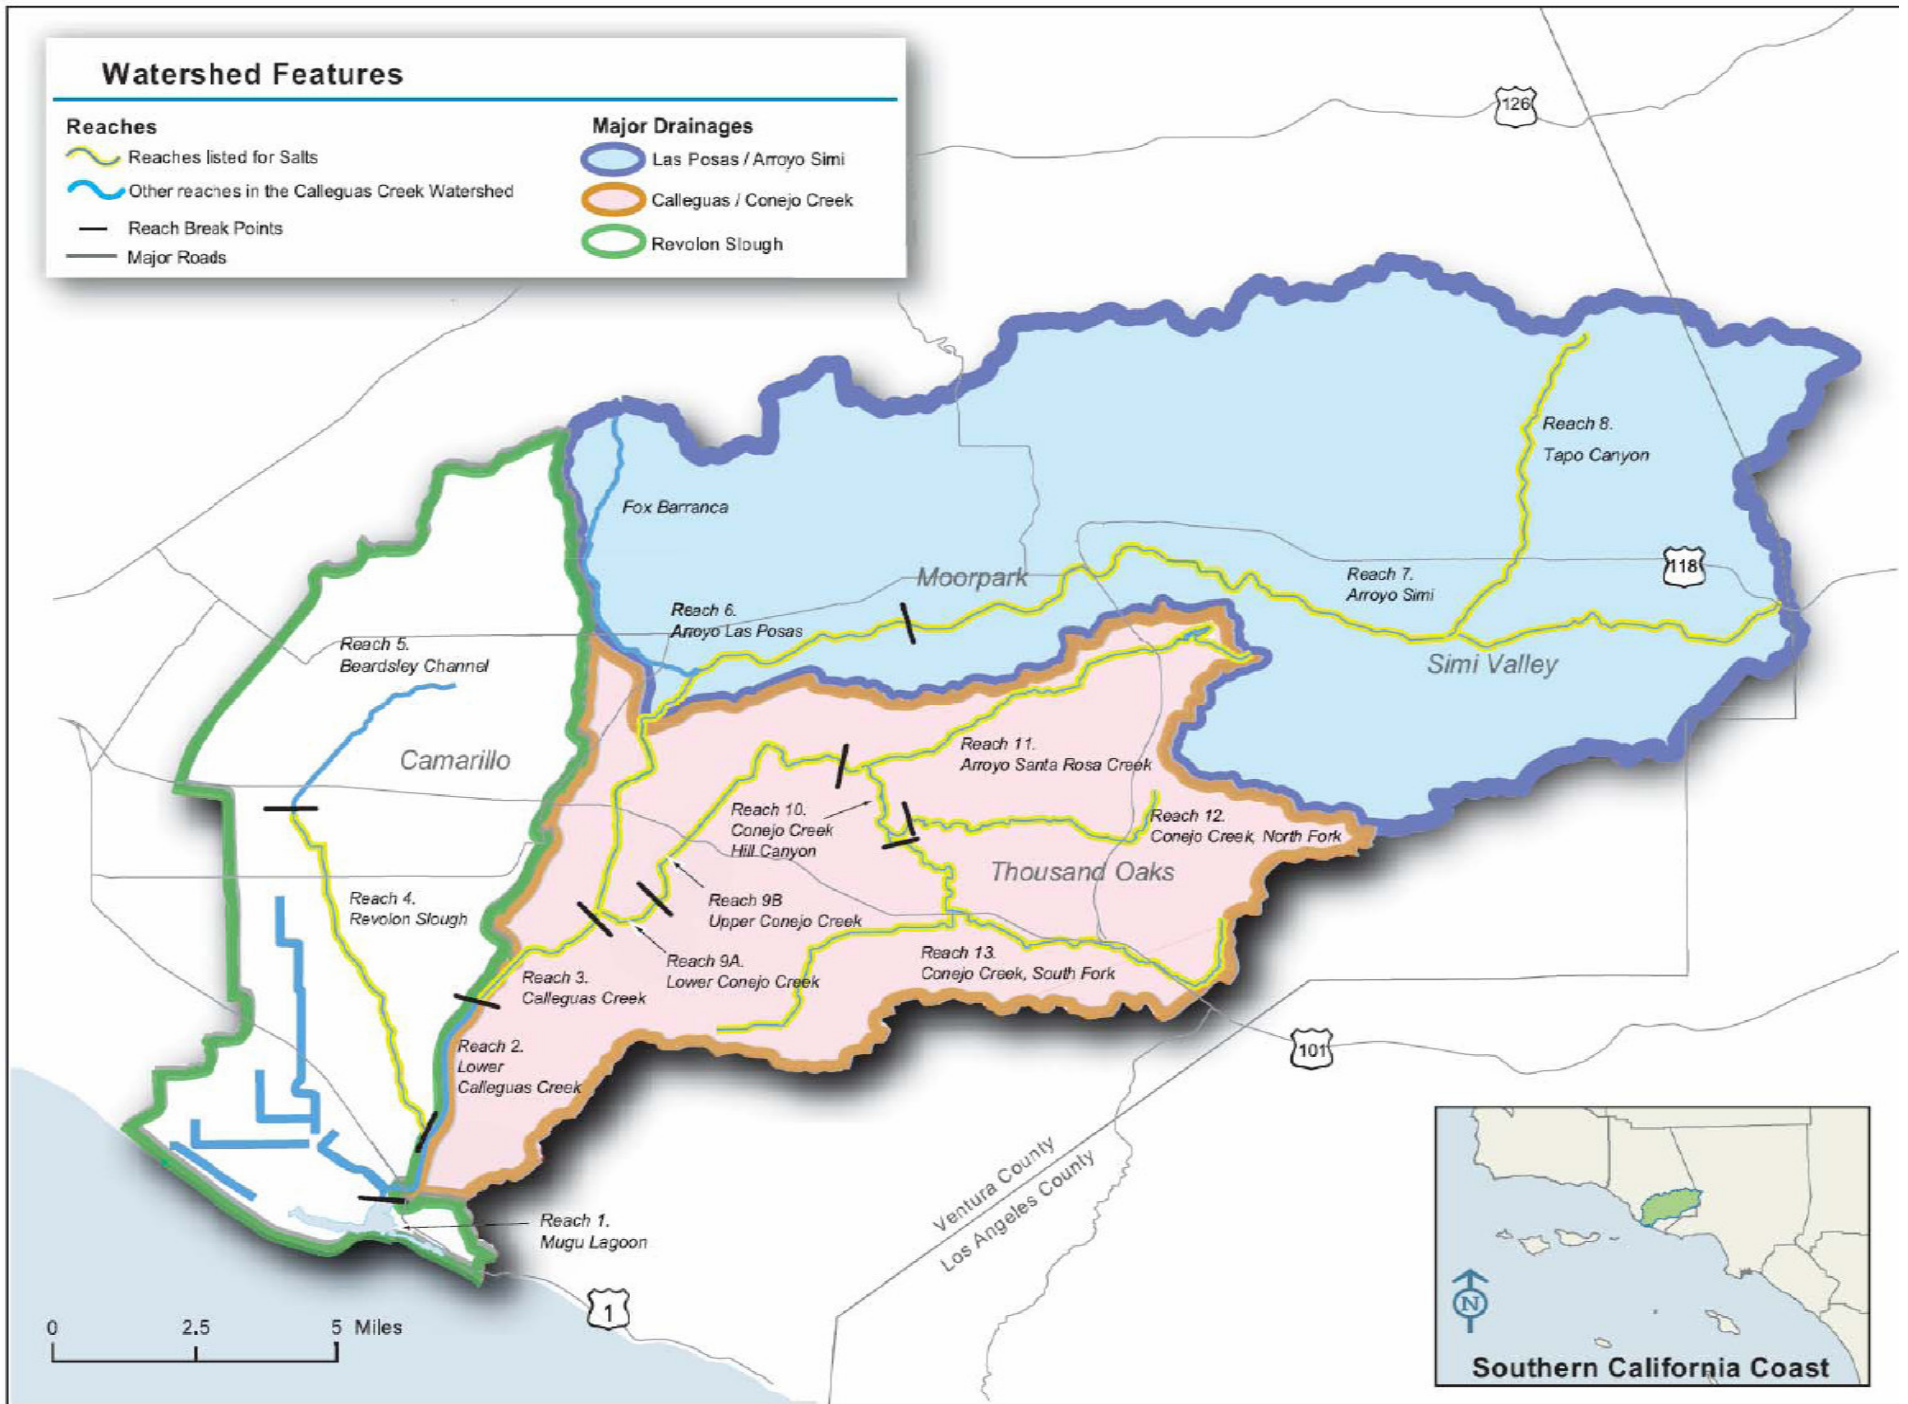 Watershed Features
Reaches
Reaches listed for Salts
Other reaches in the Calleguas Creek Watershed
Reach Break Points
Major Roads
Major Drainages
Las Posas / Arroyo Simi
Calleguas / Conejo Creek
Revolon Slough
126
Reach 8.
Tapo Canyon
Fox Barranca
118
Moorpark
Reach 7.
Arroyo Simi
Reach 6.
Arroyo Las Posas
Reach 5.
Beardsley Channel
Simi Valley
Camarillo
Reach 11.
Arroyo Santa Rosa Creek
Reach 10.
Conejo Creek
Hill Canyon
Reach 12.
Conejo Creek, North Fork
Thousand Oaks
Reach 4.
Revolon Slough
Reach 9B
Upper Conejo Creek
Reach 13.
Conejo Creek, South Fork
Reach 9A.
Lower Conejo Creek
Reach 3.
Calleguas Creek
Reach 2.
Lower
Calleguas Creek
101
Ventura County
Los Angeles County
Reach 1.
Mugu Lagoon
1
0 2.5 5 Miles
N
Southern California Coast